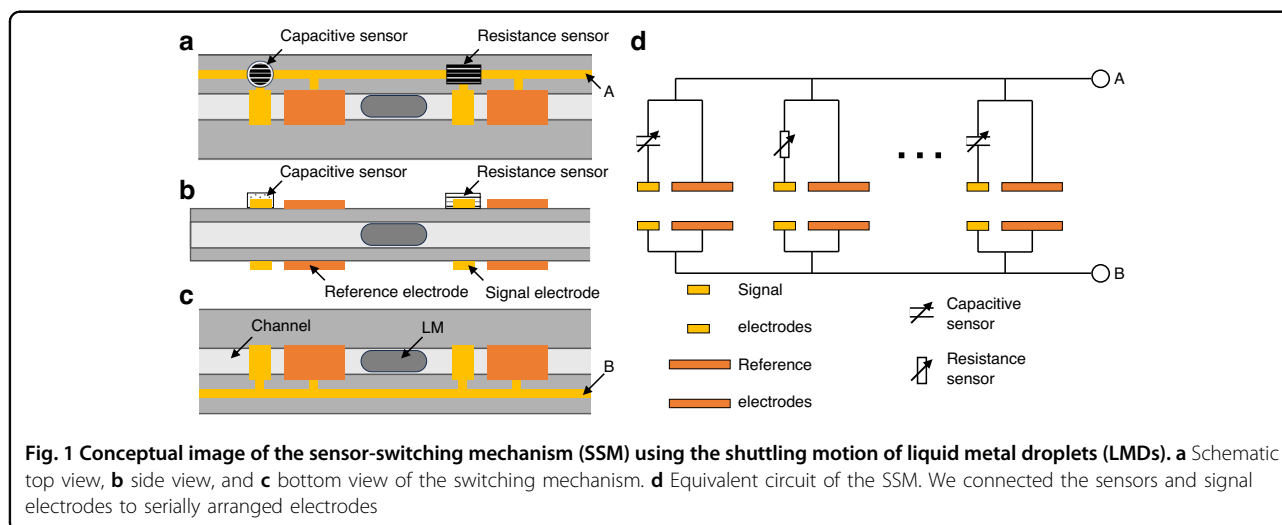 a
Capacitive sensor
Resistance sensor
A
b
Capacitive sensor
Resistance sensor
Reference electrode
Signal electrode
c
Channel
LM
B
d
A
B
Signal
electrodes
Reference
electrodes
Capacitive
sensor
Resistance
sensor
Fig. 1 Conceptual image of the sensor-switching mechanism (SSM) using the shuttling motion of liquid metal droplets (LMDs). a Schematic
top view, b side view, and c bottom view of the switching mechanism. d Equivalent circuit of the SSM. We connected the sensors and signal
electrodes to serially arranged electrodes